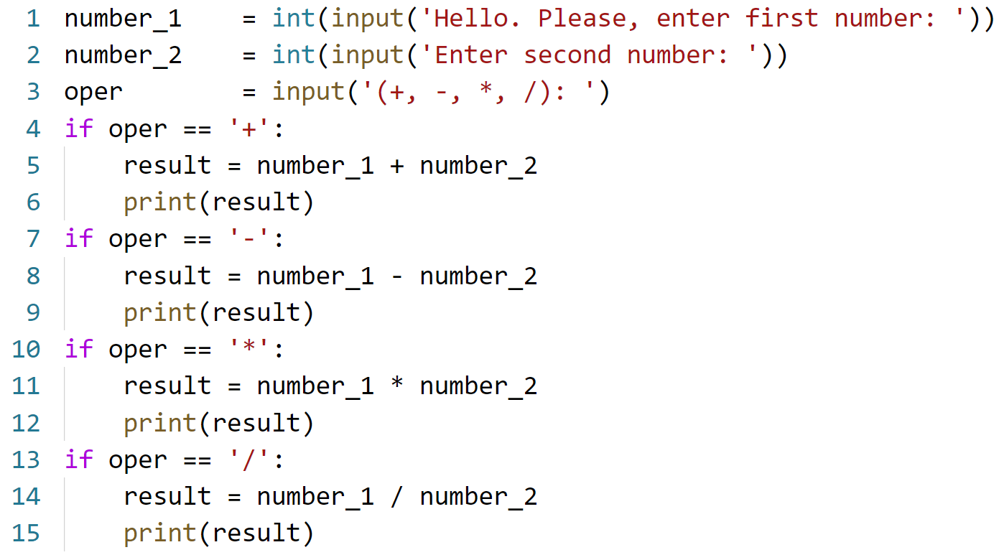 1 number_1    = int(input('Hello. Please, enter first number: '))
2 number_2    = int(input('Enter second number: '))
3 oper        = input('(+, -, *, /): ')
4 if oper == '+':
5     result = number_1 + number_2
6     print(result)
7 if oper == '-':
8     result = number_1 - number_2
9     print(result)
10 if oper == '*':
11     result = number_1 * number_2
12     print(result)
13 if oper == '/':
14     result = number_1 / number_2
15     print(result)